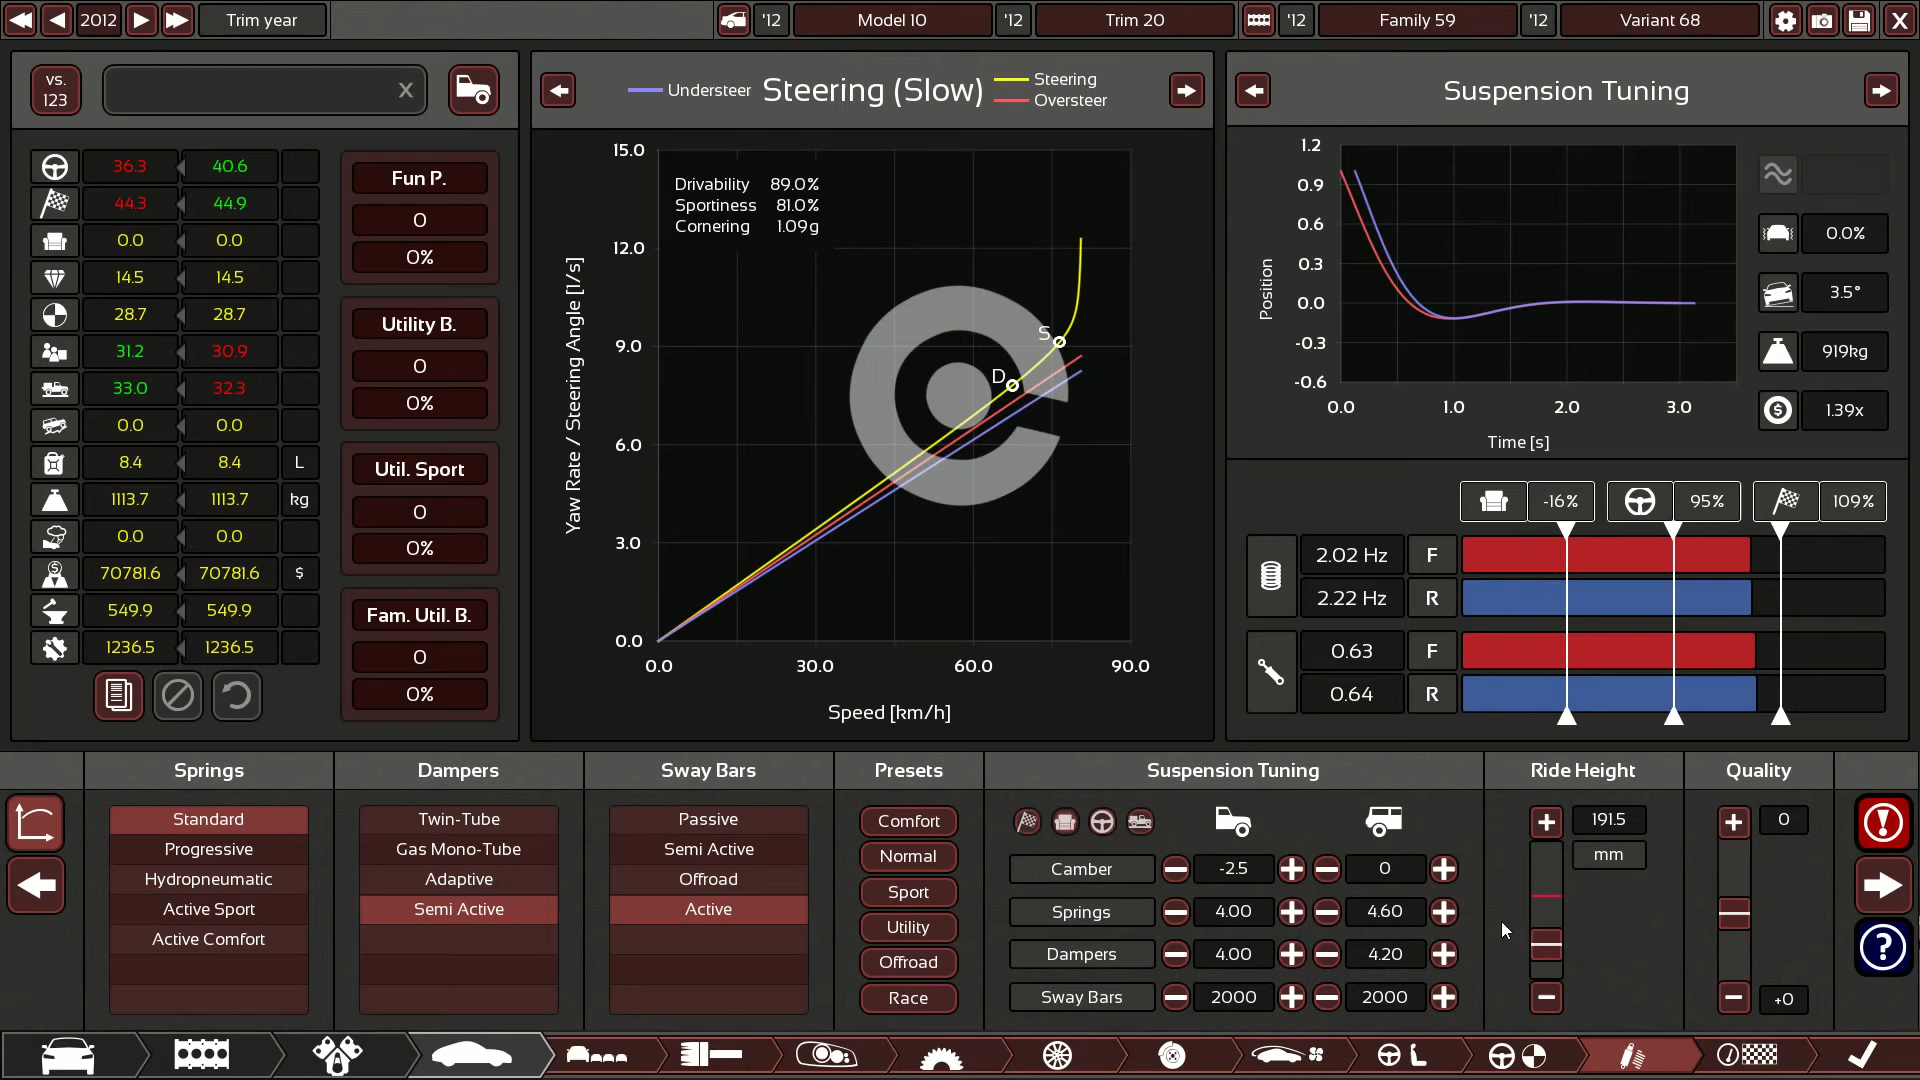 2012
Trim year
'12
Model 10
'12
Trim 20
'12
Family 59
'12
Variant 68
X
vs.
123
X
36.3 40.6
44.3 44.9
0.0 0.0
14.5 14.5
28.7 28.7
31.2 30.9
33.0 32.3
0.0 0.0
8.4 8.4 L
1113.7 1113.7 kg
0.0 0.0
70781.6 70781.6 $
549.9 549.9
1236.5 1236.5
Fun P.
0
0%
Utility B.
0
0%
Util. Sport
0
0%
Fam. Util. B.
0
0%
Understeer
Steering (Slow)
Steering
Oversteer
Drivability 89.0%
Sportiness 81.0%
Cornering 1.09g
15.0
12.0
9.0
6.0
3.0
0.0
Yaw Rate / Steering Angle [1/s]
S
D
0.0 30.0 60.0 90.0
Speed [km/h]
Suspension Tuning
1.2
0.9
0.6
0.3
0.0
-0.3
-0.6
Position
0.0 1.0 2.0 3.0
Time [s]
0.0%
3.5°
919kg
1.39x
-16% 95% 109%
2.02 Hz F
2.22 Hz R
0.63 F
0.64 R
Springs
Standard
Progressive
Hydropneumatic
Active Sport
Active Comfort
Dampers
Twin-Tube
Gas Mono-Tube
Adaptive
Semi Active
Sway Bars
Passive
Semi Active
Offroad
Active
Presets
Comfort
Normal
Sport
Utility
Offroad
Race
Suspension Tuning
Camber -2.5 0
Springs 4.00 4.60
Dampers 4.00 4.20
Sway Bars 2000 2000
Ride Height
191.5
mm
Quality
0
+0